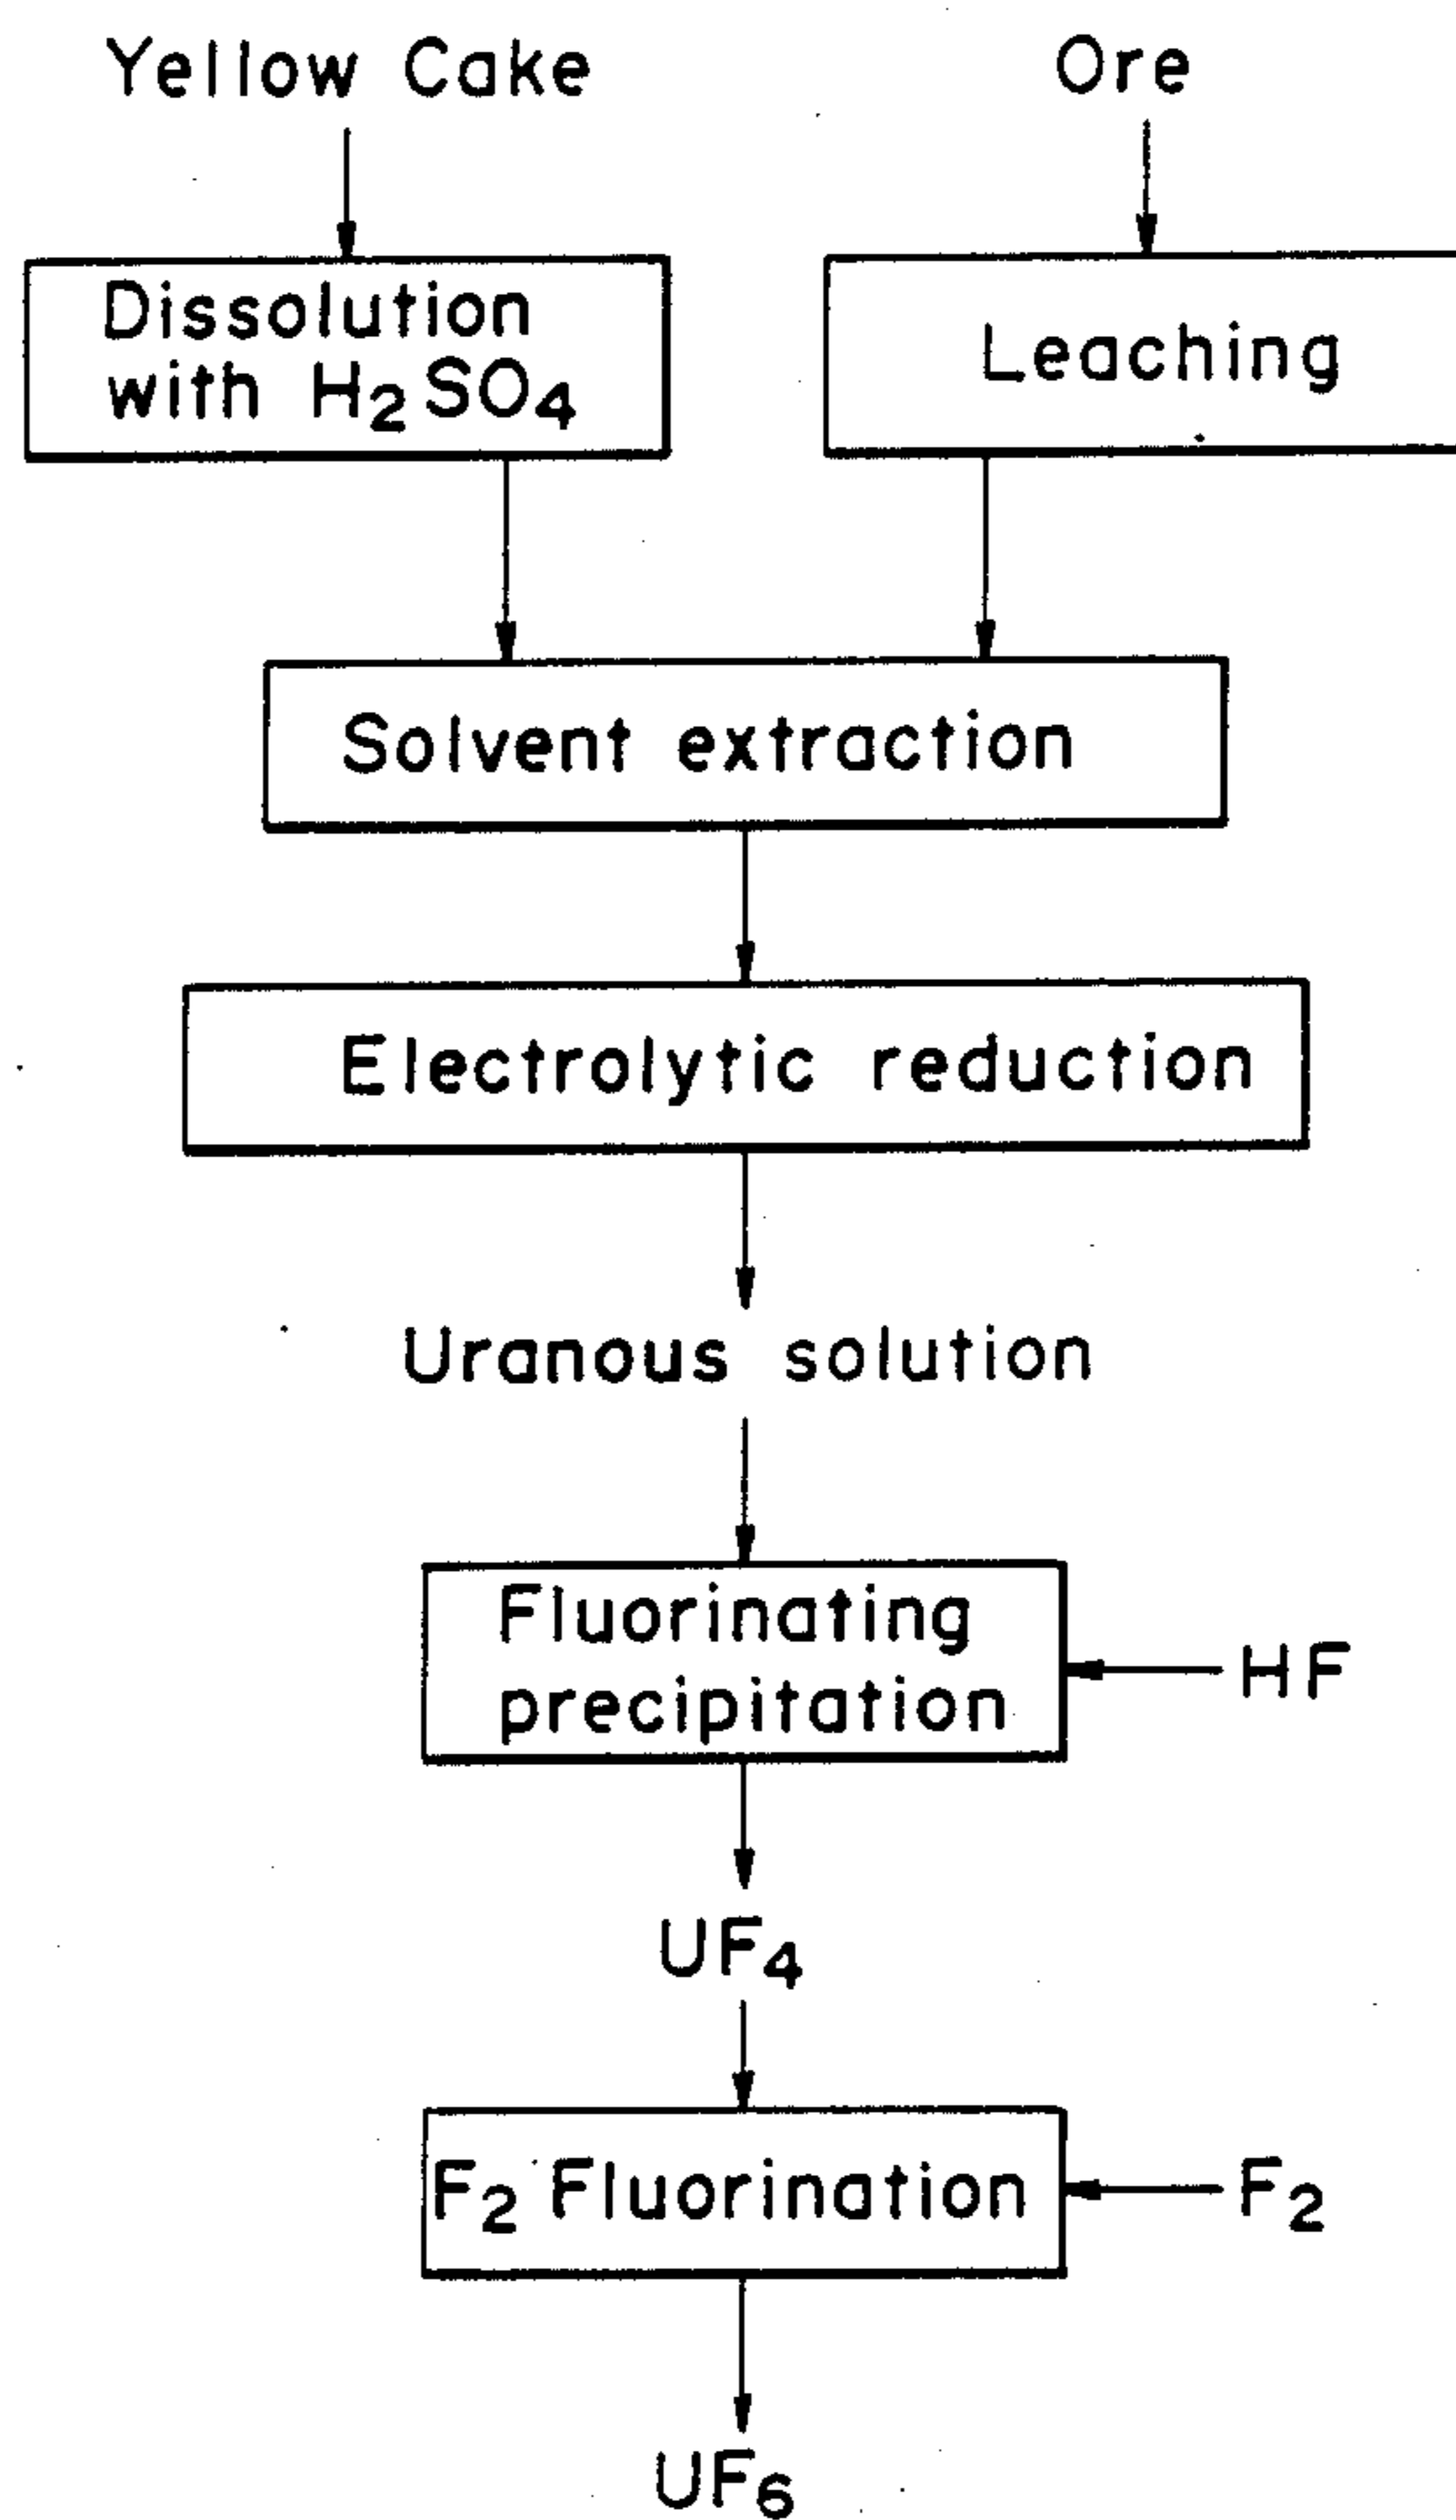 Yellow Cake
Ore
Dissolution
with H₂SO₄
Leaching
Solvent extraction
Electrolytic reduction
Uranous solution
Fluorinating
precipitation
HF
UF₄
F₂ Fluorination
F₂
UF₆